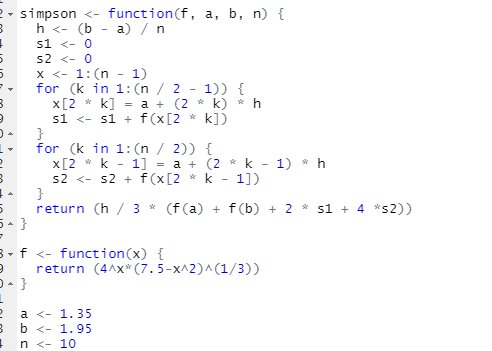 simpson <- function(f, a, b, n) {
h <- (b - a) / n
s1 <- 0
s2 <- 0
x <- 1:(n - 1)
for (k in 1:(n / 2 - 1)) {
x[2 * k] = a + (2 * k) * h
s1 <- s1 + f(x[2 * k])
}
for (k in 1:(n / 2)) {
x[2 * k - 1] = a + (2 * k - 1) * h
s2 <- s2 + f(x[2 * k - 1])
}
return (h / 3 * (f(a) + f(b) + 2 * s1 + 4 *s2))
}
f <- function(x) {
return (4^x*(7.5-x^2)^(1/3))
}
a <- 1.35
b <- 1.95
n <- 10